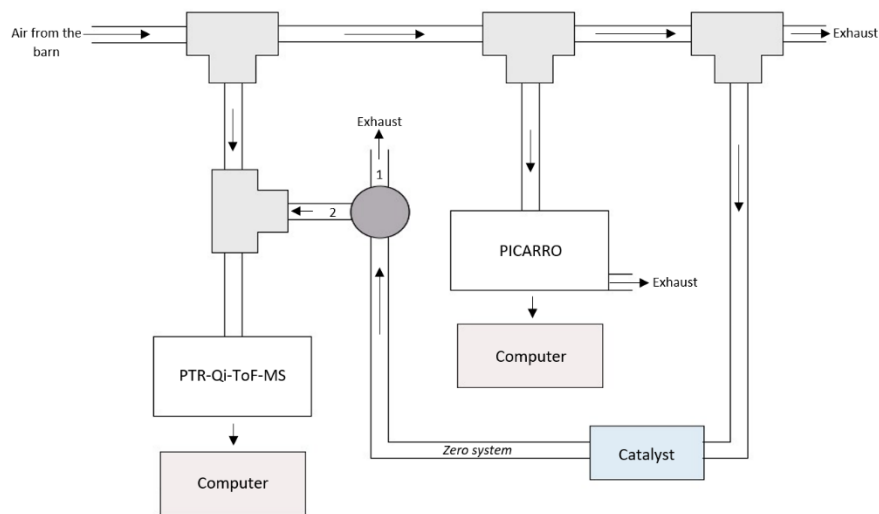 Air from the
barn
Exhaust
Exhaust
1
2
PICARRO
Exhaust
Computer
PTR-Qi-ToF-MS
Zero system
Catalyst
Computer